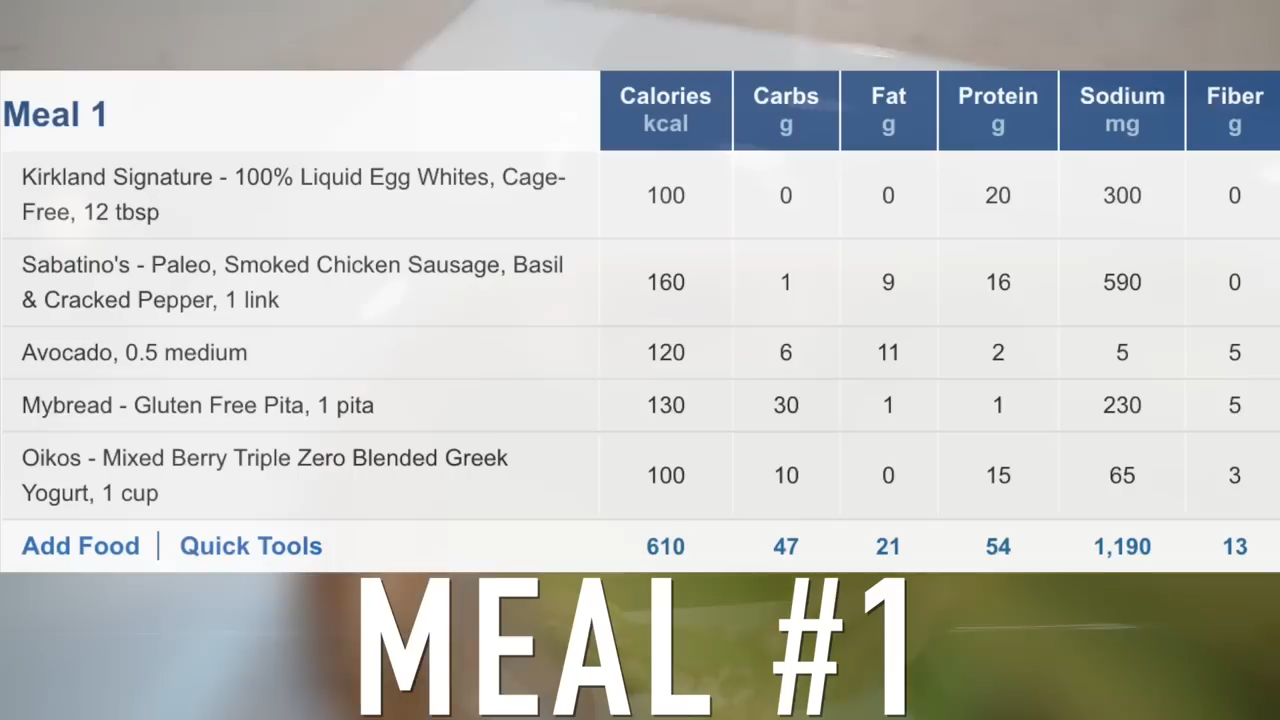 Meal 1 Calories Carbs Fat Protein Sodium Fiber
kcal g g g mg g
Kirkland Signature - 100% Liquid Egg Whites, Cage-
Free, 12 tbsp 100 0 0 20 300 0
Sabatino's - Paleo, Smoked Chicken Sausage, Basil
& Cracked Pepper, 1 link 160 1 9 16 590 0
Avocado, 0.5 medium 120 6 11 2 5 5
Mybread - Gluten Free Pita, 1 pita 130 30 1 1 230 5
Oikos - Mixed Berry Triple Zero Blended Greek
Yogurt, 1 cup 100 10 0 15 65 3
Add Food | Quick Tools 610 47 21 54 1,190 13
MEAL #1